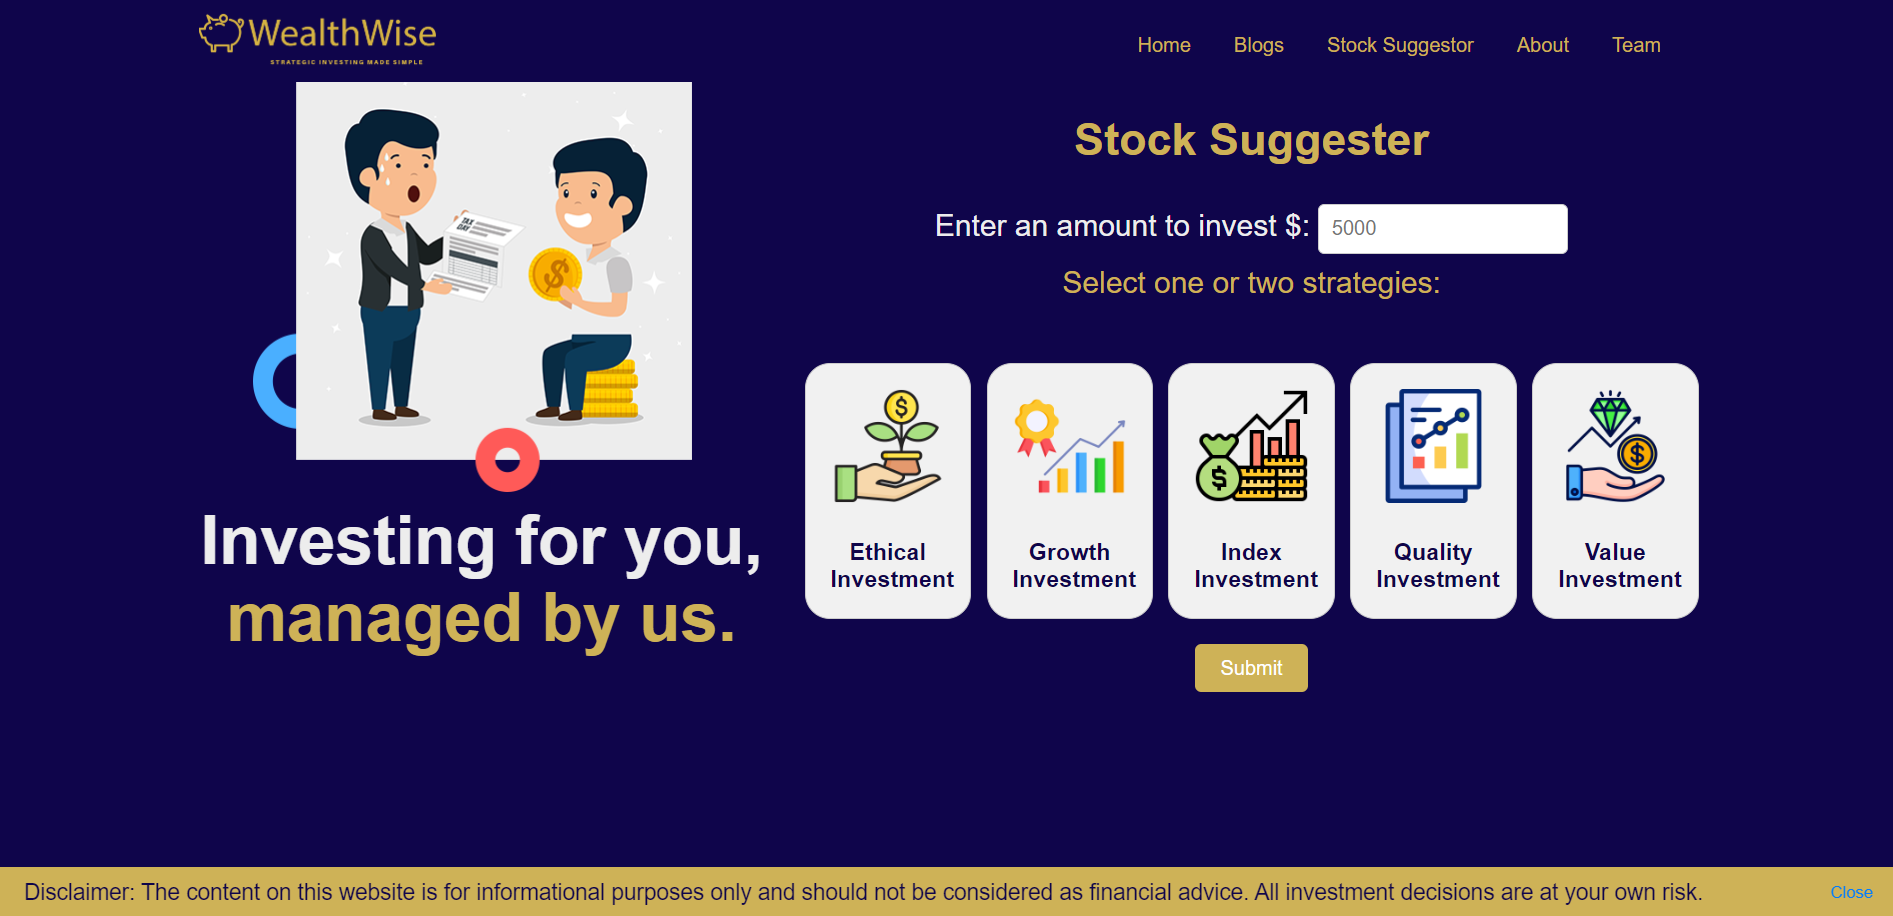 WealthWise
STRATEGIC INVESTING MADE SIMPLE
Home Blogs Stock Suggestor About Team
TAX
DAY
Investing for you,
managed by us.
Stock Suggester
Enter an amount to invest $: 5000
Select one or two strategies:
Ethical
Investment
Growth
Investment
Index
Investment
Quality
Investment
Value
Investment
Submit
Disclaimer: The content on this website is for informational purposes only and should not be considered as financial advice. All investment decisions are at your own risk. Close